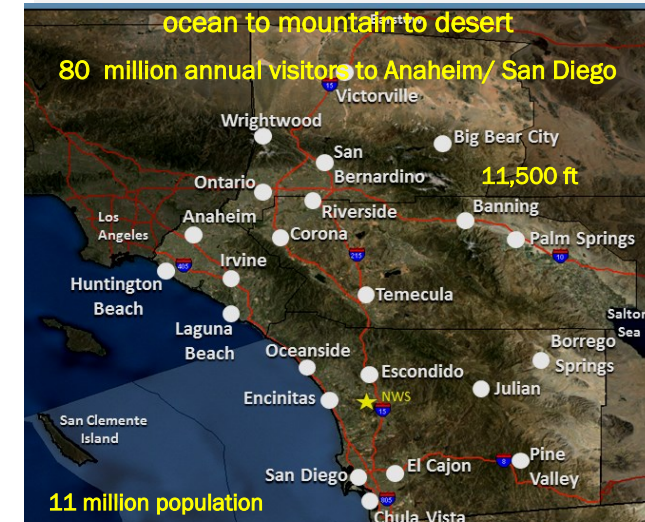 ocean to mountain to desert
Barstow
80 million annual visitors to Anaheim/ San Diego
15
Victorville
Wrightwood
Big Bear City
San
Bernardino
11,500 ft
Ontario
Riverside
Banning
Los
Angeles
Anaheim
Corona
Palm Springs
215
10
405
Irvine
Huntington
Beach
Temecula
Salton
Sea
Laguna
Beach
Oceanside
Borrego
Springs
Escondido
Julian
Encinitas
NWS
15
San Clemente
Island
El Cajon
8
Pine
Valley
San Diego
11 million population
805
Chula Vista